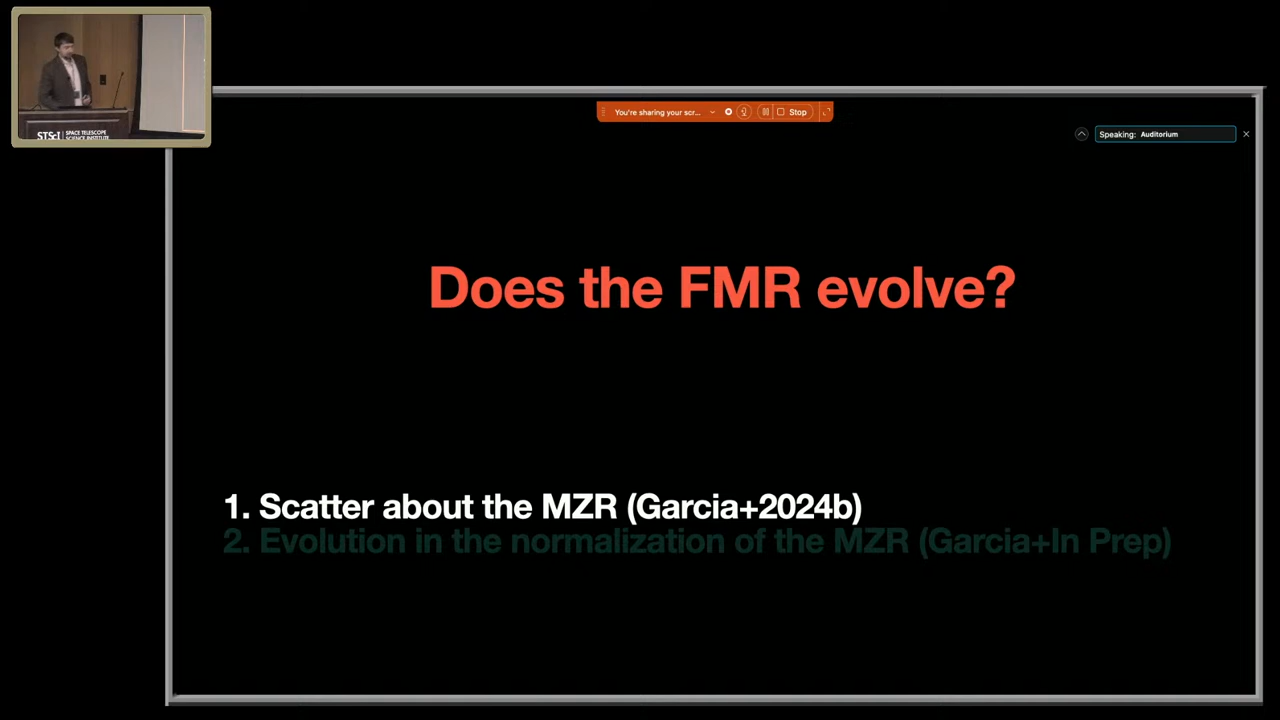 STScI | SPACE TELESCOPE
SCIENCE INSTITUTE
You're sharing your scr...
Stop
Speaking: Auditorium
Does the FMR evolve?
1. Scatter about the MZR (Garcia+2024b)
2. Evolution in the normalization of the MZR (Garcia+In Prep)